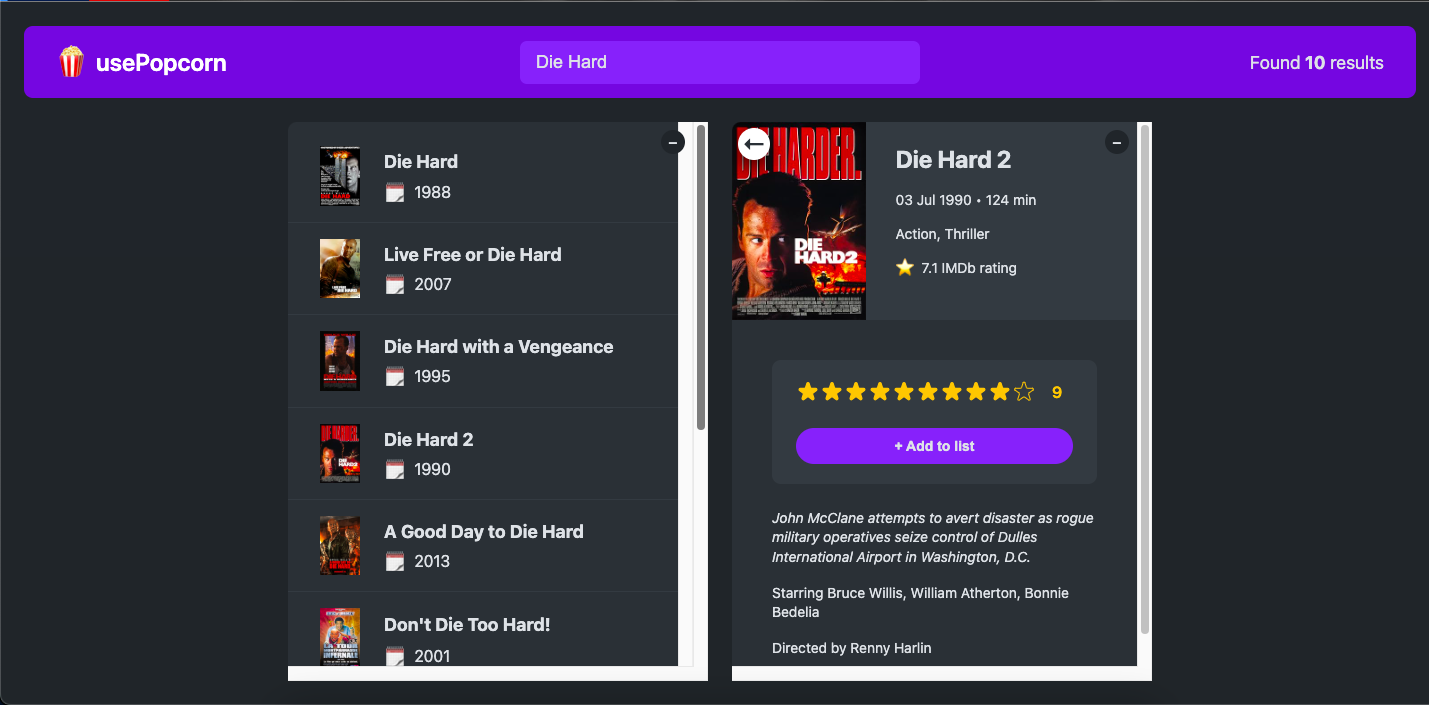 usePopcorn
Die Hard
Found 10 results
Die Hard
1988
Live Free or Die Hard
2007
Die Hard with a Vengeance
1995
Die Hard 2
1990
A Good Day to Die Hard
2013
Don't Die Too Hard!
2001
DIE HARDER.
DIE
HARD2
Die Hard 2
03 Jul 1990 • 124 min
Action, Thriller
7.1 IMDb rating
9
+ Add to list
John McClane attempts to avert disaster as rogue
military operatives seize control of Dulles
International Airport in Washington, D.C.
Starring Bruce Willis, William Atherton, Bonnie
Bedelia
Directed by Renny Harlin